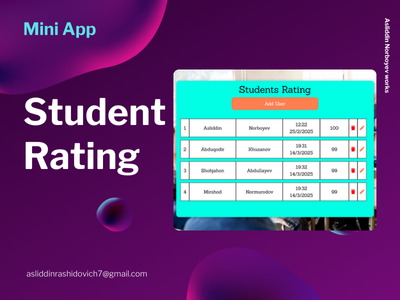 Mini App
Asliddin Norboyev works
Student
Rating
Students Rating
Add User
1 Asliddin Norboyev 12:22 25/2/2025 100
2 Abduqodir Xhusanov 19:31 14/3/2025 99
3 Shohjahon Abdullayev 19:32 14/3/2025 99
4 Mirshod Normurodov 19:32 14/3/2025 99
asliddinrashidovich7@gmail.com